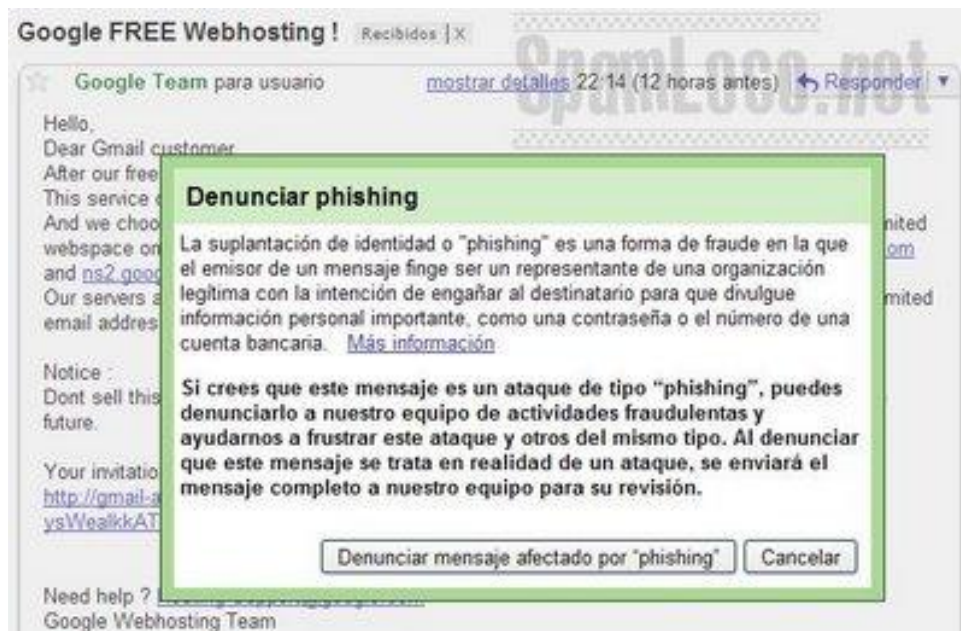 Google FREE Webhosting ! Recibidos | X
SpamLoco.net
Google Team para usuario mostrar detalles 22:14 (12 horas antes) Responder
Hello,
Dear Gmail customer
After our free
This service
And we choo
webspace on
and ns2.goog
Our servers a
email addres
Notice :
Dont sell this
future.
Your invitatio
http://gmail-a
ysWealkkAT
Need help ?
Google Webhosting Team
nited
om
mited
Denunciar phishing
La suplantación de identidad o "phishing" es una forma de fraude en la que
el emisor de un mensaje finge ser un representante de una organización
legítima con la intención de engañar al destinatario para que divulgue
información personal importante, como una contraseña o el número de una
cuenta bancaria. Más información
Si crees que este mensaje es un ataque de tipo “phishing”, puedes
denunciarlo a nuestro equipo de actividades fraudulentas y
ayudarnos a frustrar este ataque y otros del mismo tipo. Al denunciar
que este mensaje se trata en realidad de un ataque, se enviará el
mensaje completo a nuestro equipo para su revisión.
Denunciar mensaje afectado por “phishing” Cancelar